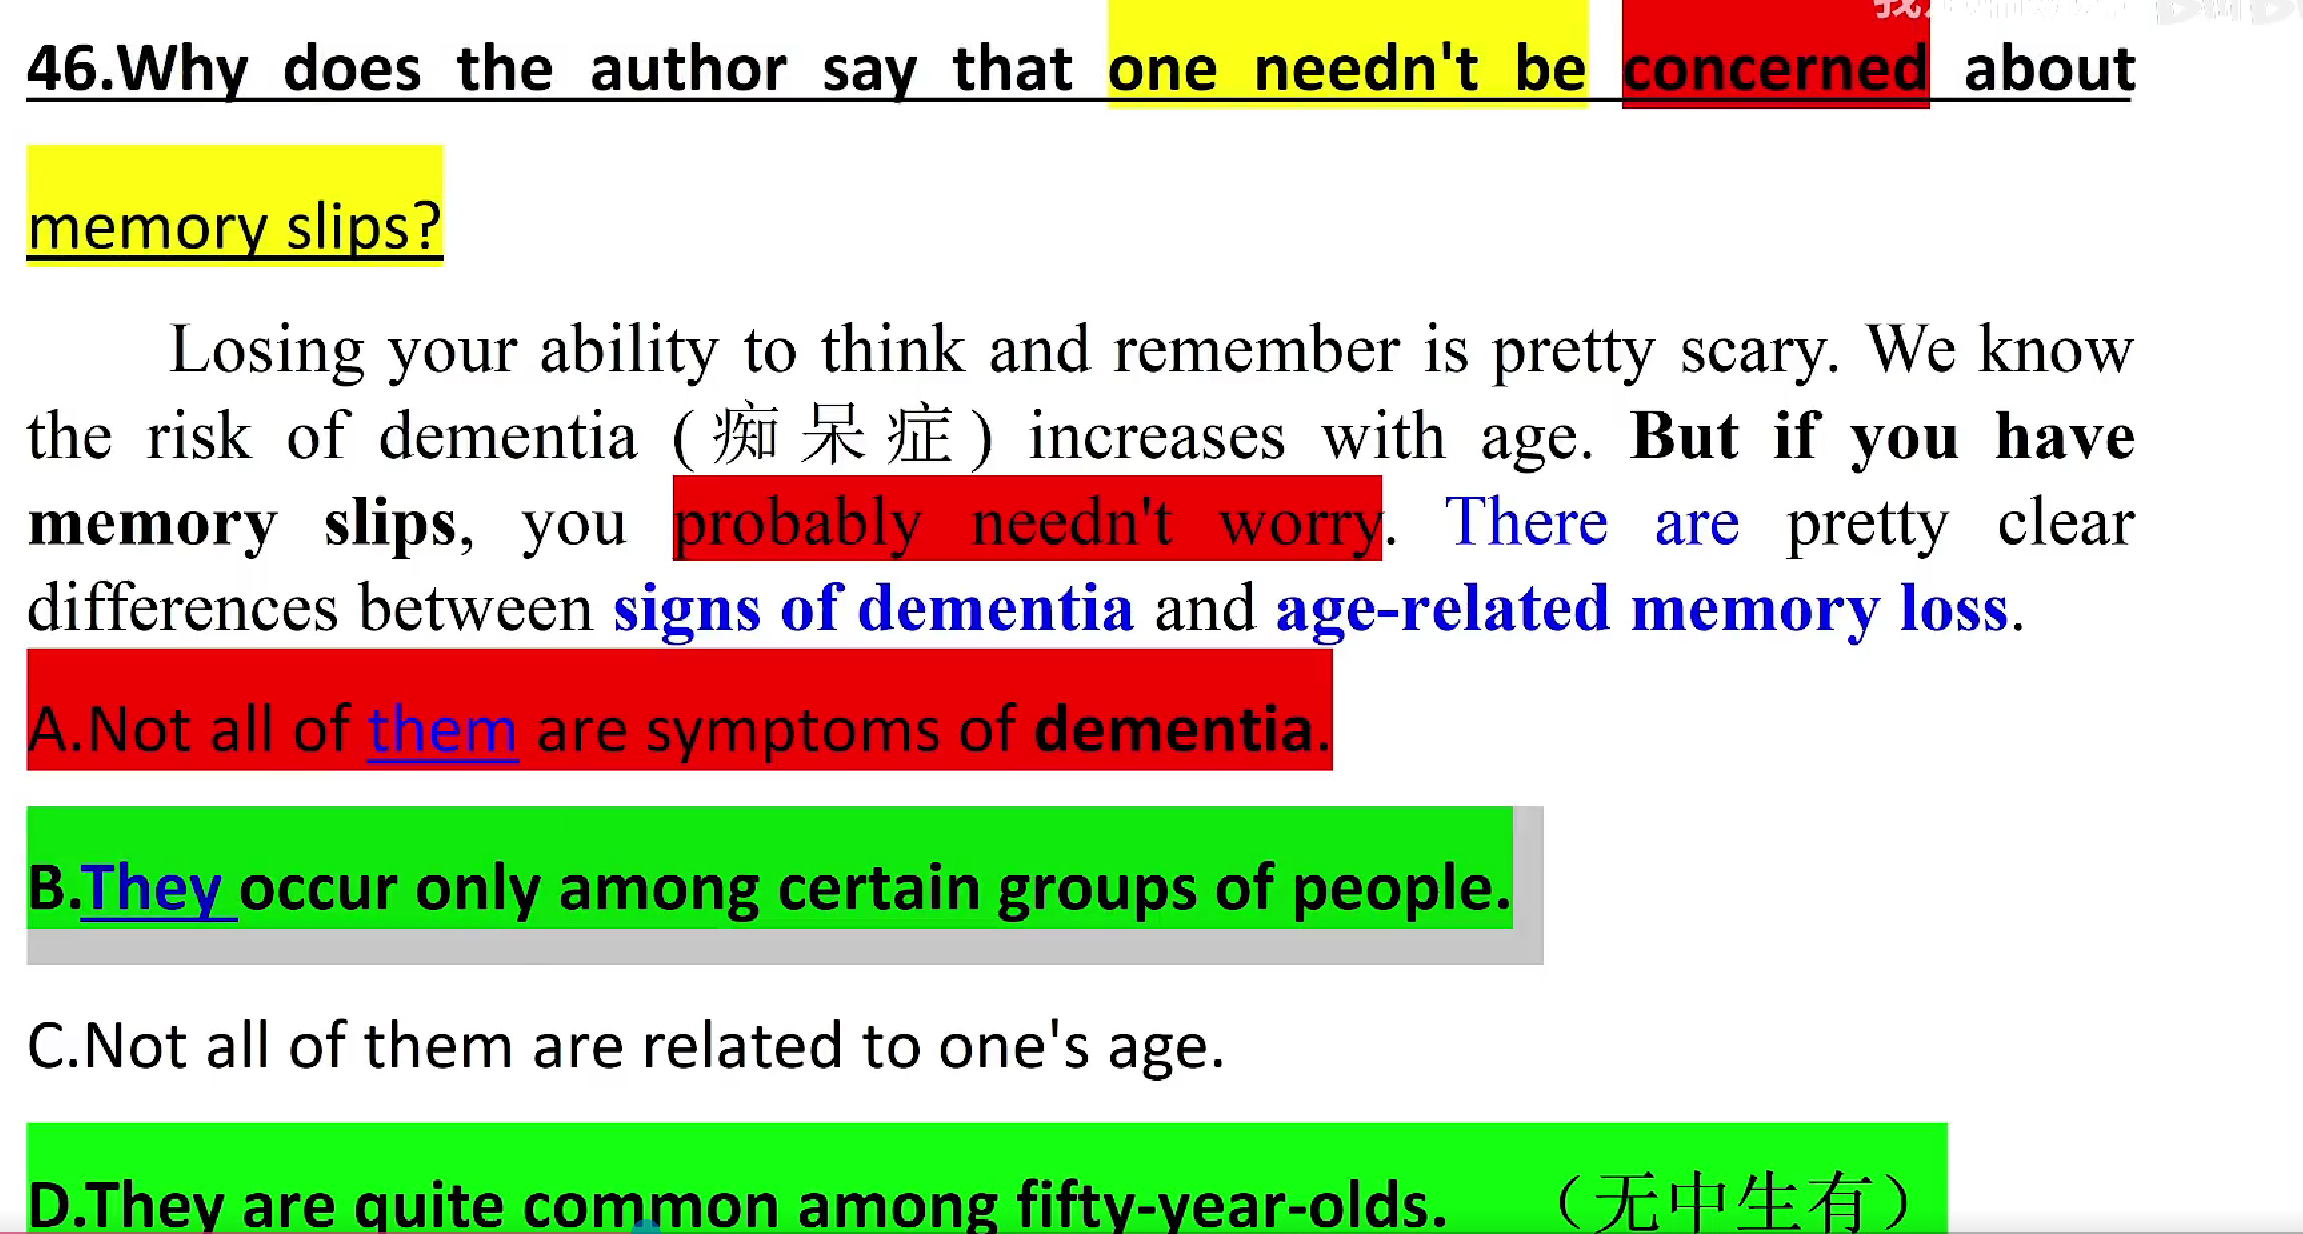 46.Why does the author say that one needn't be concerned about
memory slips?
Losing your ability to think and remember is pretty scary. We know
the risk of dementia (痴呆症) increases with age. But if you have
memory slips, you probably needn't worry. There are pretty clear
differences between signs of dementia and age-related memory loss.
A.Not all of them are symptoms of dementia.
B.They occur only among certain groups of people.
C.Not all of them are related to one's age.
D.They are quite common among fifty-year-olds. （无中生有）